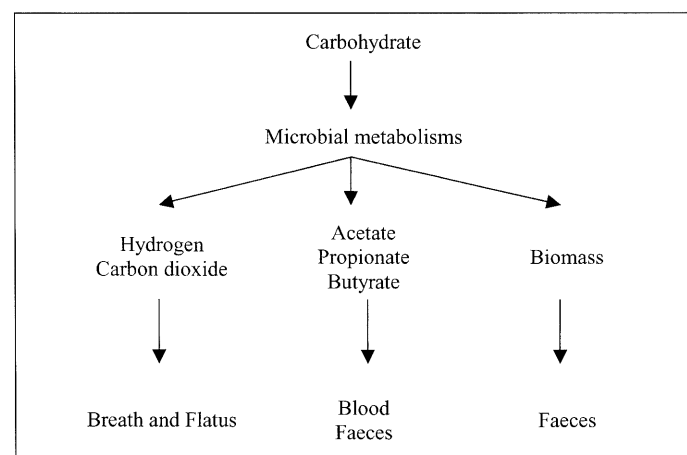 Carbohydrate
Microbial metabolisms
Hydrogen
Carbon dioxide
Acetate
Propionate
Butyrate
Biomass
Breath and Flatus
Blood
Faeces
Faeces